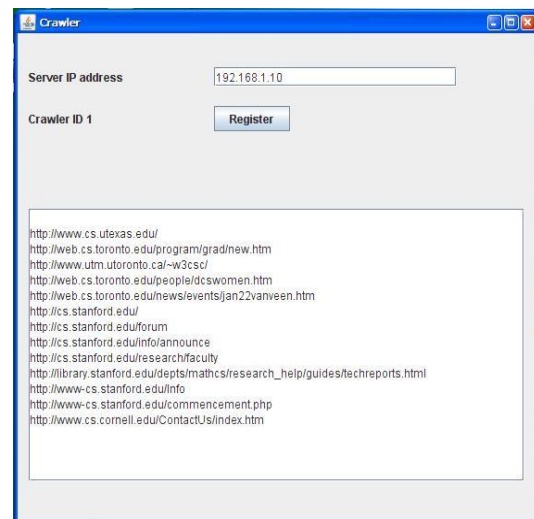 Crawler
Server IP address 192.168.1.10
Crawler ID 1 Register
http://www.cs.utexas.edu/
http://web.cs.toronto.edu/program/grad/new.htm
http://www.utm.utoronto.ca/~w3csc/
http://web.cs.toronto.edu/people/dcswomen.htm
http://web.cs.toronto.edu/news/events/jan22vanveen.htm
http://cs.stanford.edu/
http://cs.stanford.edu/forum
http://cs.stanford.edu/info/announce
http://cs.stanford.edu/research/faculty
http://library.stanford.edu/depts/mathcs/research_help/guides/techreports.html
http://www-cs.stanford.edu/info
http://www-cs.stanford.edu/commencement.php
http://www.cs.cornell.edu/ContactUs/index.htm